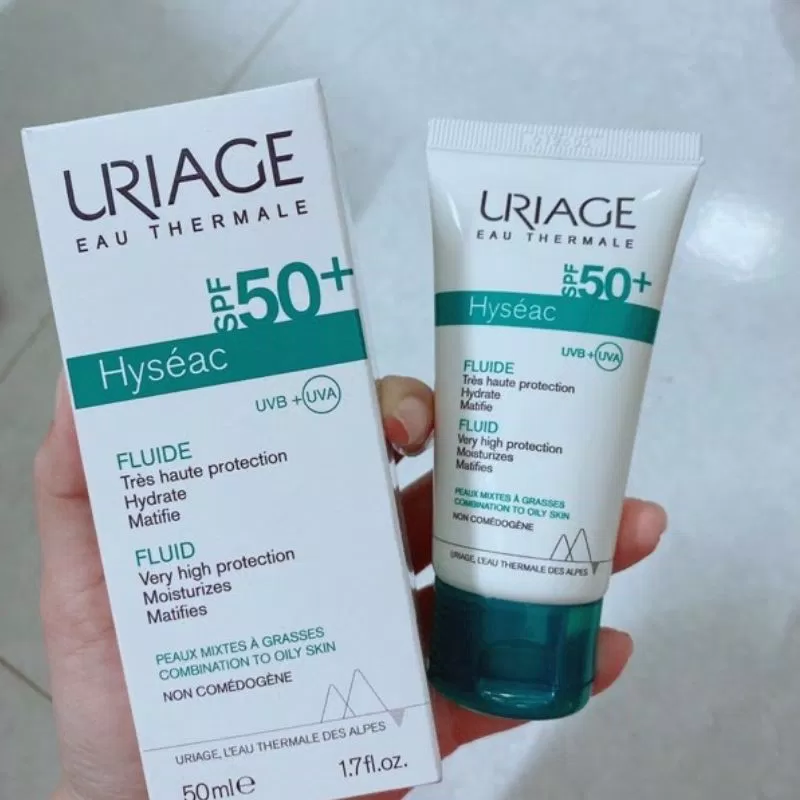 URIAGE
EAU THERMALE
SPF 50+
Hyséac
UVB + UVA
FLUIDE
Très haute protection
Hydrate
Matifie
FLUID
Very high protection
Moisturizes
Matifies
PEAUX MIXTES À GRASSES
COMBINATION TO OILY SKIN
NON COMÉDOGÈNE
URIAGE, L'EAU THERMALE DES ALPES
50ml℮ 1.7fl.oz.
URIAGE
EAU THERMALE
SPF 50+
Hyséac
UVB + UVA
FLUIDE
Très haute protection
Hydrate
Matifie
FLUID
Very high protection
Moisturizes
Matifies
PEAUX MIXTES À GRASSES
COMBINATION TO OILY SKIN
NON COMÉDOGÈNE
URIAGE, L'EAU THERMALE DES ALPES